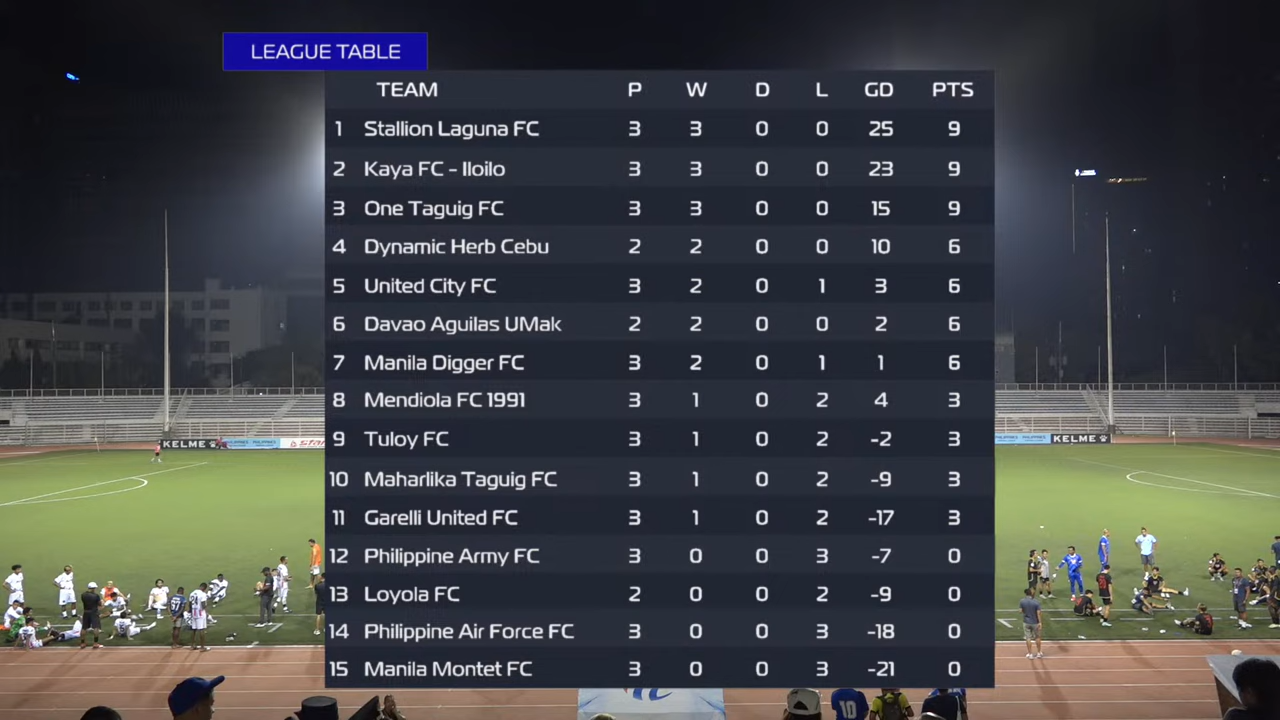 LEAGUE TABLE
TEAM P W D L GD PTS
1 Stallion Laguna FC 3 3 0 0 25 9
2 Kaya FC - Iloilo 3 3 0 0 23 9
3 One Taguig FC 3 3 0 0 15 9
4 Dynamic Herb Cebu 2 2 0 0 10 6
5 United City FC 3 2 0 1 3 6
6 Davao Aguilas UMak 2 2 0 0 2 6
7 Manila Digger FC 3 2 0 1 1 6
8 Mendiola FC 1991 3 1 0 2 4 3
9 Tuloy FC 3 1 0 2 -2 3
10 Maharlika Taguig FC 3 1 0 2 -9 3
11 Garelli United FC 3 1 0 2 -17 3
12 Philippine Army FC 3 0 0 3 -7 0
13 Loyola FC 2 0 0 2 -9 0
14 Philippine Air Force FC 3 0 0 3 -18 0
15 Manila Montet FC 3 0 0 3 -21 0
KELME
KELME
10